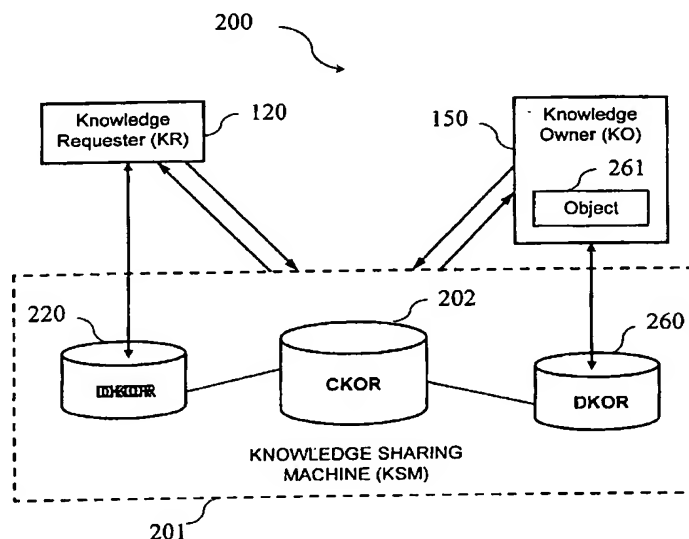 200
Knowledge
Requester (KR)
120
150
Knowledge
Owner (KO)
261
Object
220
202
260
CKOR
DKOR
KNOWLEDGE SHARING
MACHINE (KSM)
201